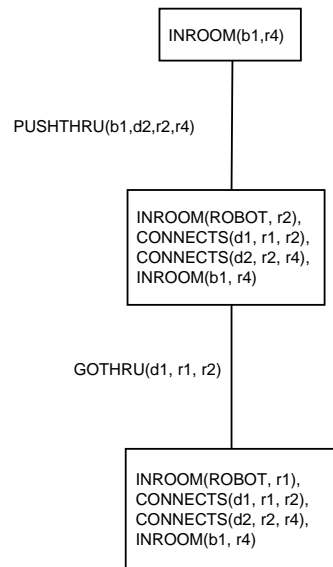 INROOM(b1,r4)
PUSHTHRU(b1,d2,r2,r4)
INROOM(ROBOT, r2),
CONNECTS(d1, r1, r2),
CONNECTS(d2, r2, r4),
INROOM(b1, r4)
GOTHRU(d1, r1, r2)
INROOM(ROBOT, r1),
CONNECTS(d1, r1, r2),
CONNECTS(d2, r2, r4),
INROOM(b1, r4)